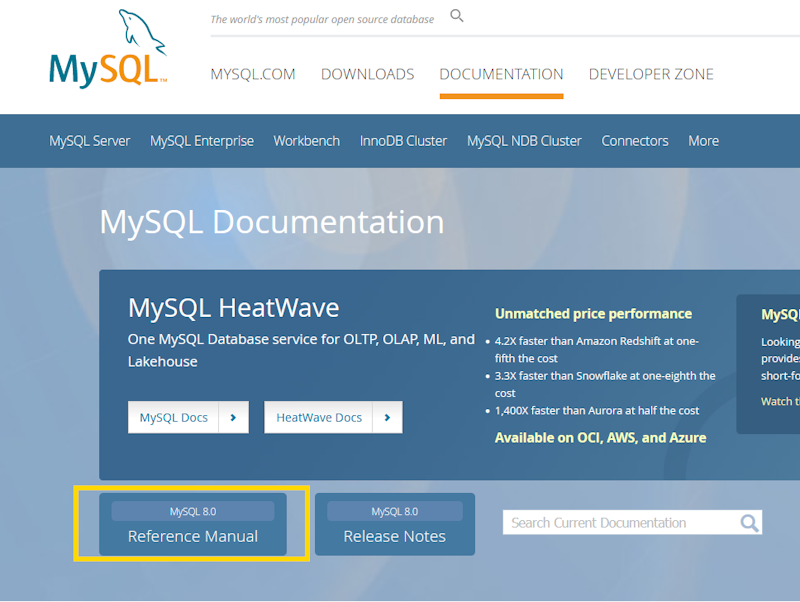 The world's most popular open source database
MySQL™
MYSQL.COM DOWNLOADS DOCUMENTATION DEVELOPER ZONE
MySQL Server MySQL Enterprise Workbench InnoDB Cluster MySQL NDB Cluster Connectors More
MySQL Documentation
MySQL HeatWave
One MySQL Database service for OLTP, OLAP, ML, and
Lakehouse
MySQL Docs
HeatWave Docs
Unmatched price performance
4.2X faster than Amazon Redshift at one-
fifth the cost
3.3X faster than Snowflake at one-eighth the
cost
1,400X faster than Aurora at half the cost
Available on OCI, AWS, and Azure
MySQ
Looking
provides
short-fo
Watch t
MySQL 8.0
Reference Manual
MySQL 8.0
Release Notes
Search Current Documentation